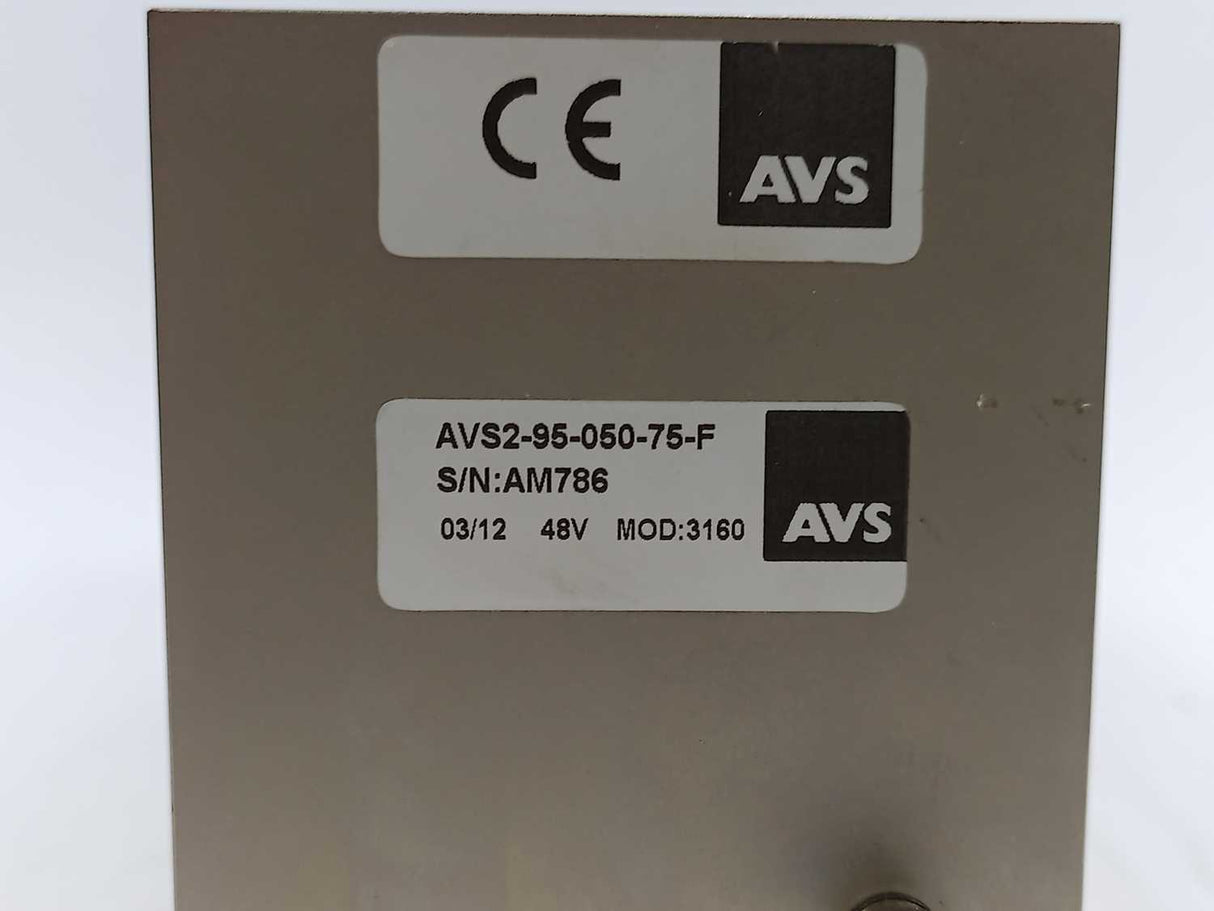 CE
AVS
AVS2-95-050-75-F
S/N:AM786
03/12 48V MOD:3160
AVS